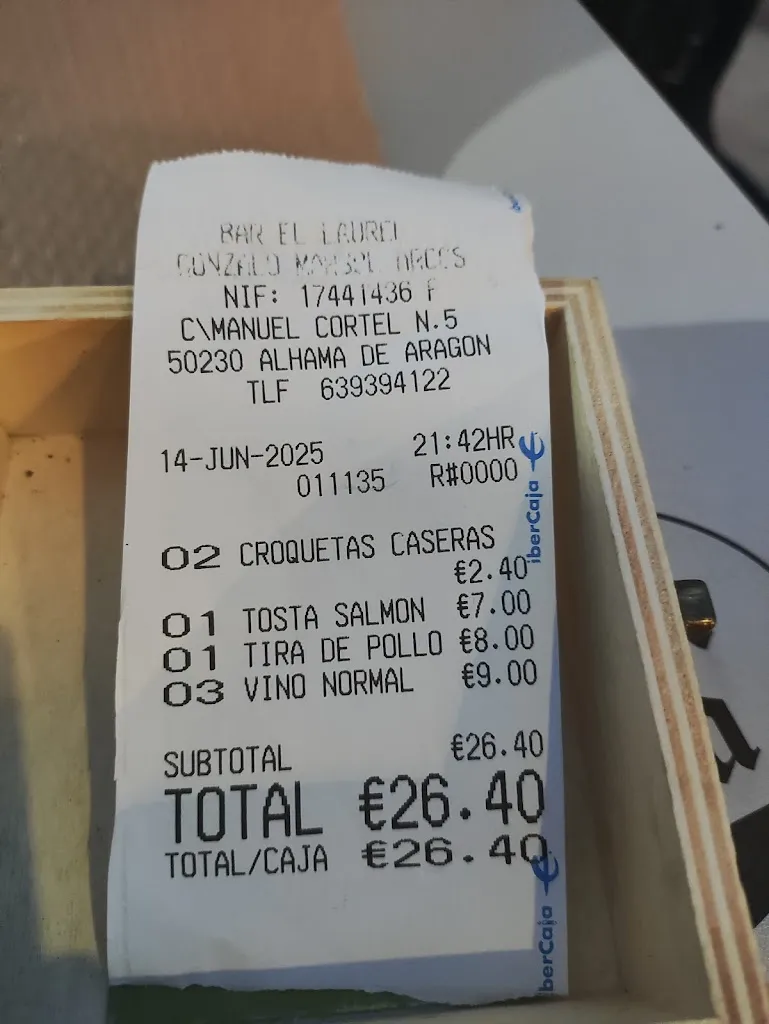 BAR EL LAUREL
GONZALO
NIF: 17441436 F
C\MANUEL CORTEL N.5
50230 ALHAMA DE ARAGON
TLF 639394122
14-JUN-2025 21:42HR
011135 R#0000
02 CROQUETAS CASERAS
€2.40
01 TOSTA SALMON €7.00
01 TIRA DE POLLO €8.00
03 VINO NORMAL €9.00
SUBTOTAL €26.40
TOTAL €26.40
TOTAL/CAJA €26.40
iberCaja
iberCaja